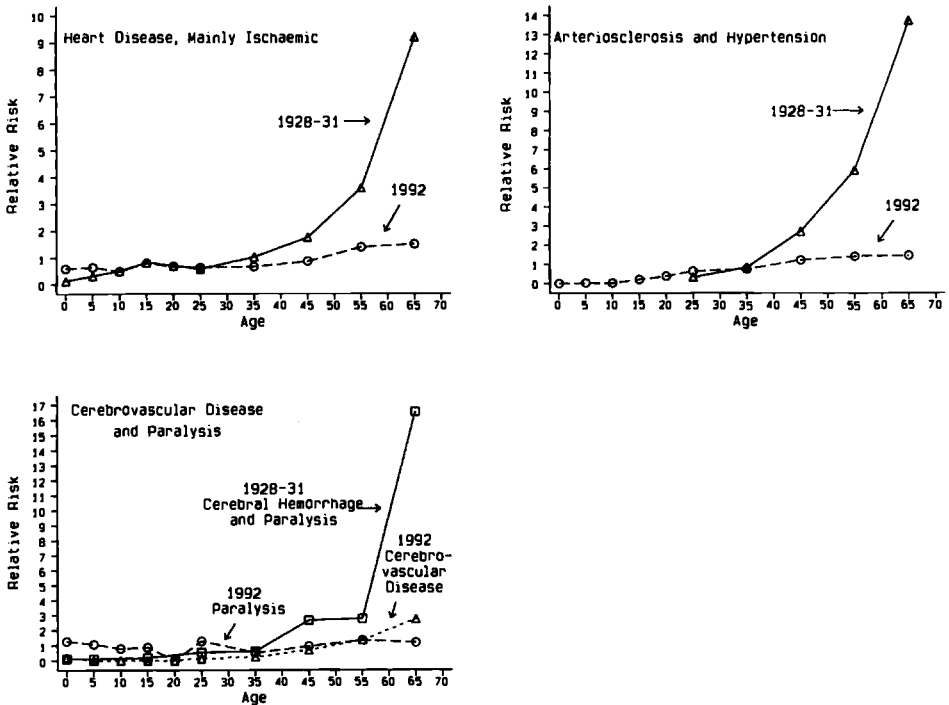 Heart Disease, Mainly Ischaemic
Relative Risk
10
9
8
7
6
5
4
3
2
1
0
1928-31
1992
0 5 10 15 20 25 30 35 40 45 50 55 60 65 70
Age
Arteriosclerosis and Hypertension
Relative Risk
14
13
12
11
10
9
8
7
6
5
4
3
2
1
0
1928-31
1992
0 5 10 15 20 25 30 35 40 45 50 55 60 65 70
Age
Cerebrovascular Disease
and Paralysis
Relative Risk
17
16
15
14
13
12
11
10
9
8
7
6
5
4
3
2
1
0
1928-31
Cerebral Hemorrhage
and Paralysis
1992
Cerebro-
vascular
Disease
1992
Paralysis
0 5 10 15 20 25 30 35 40 45 50 55 60 65 70
Age